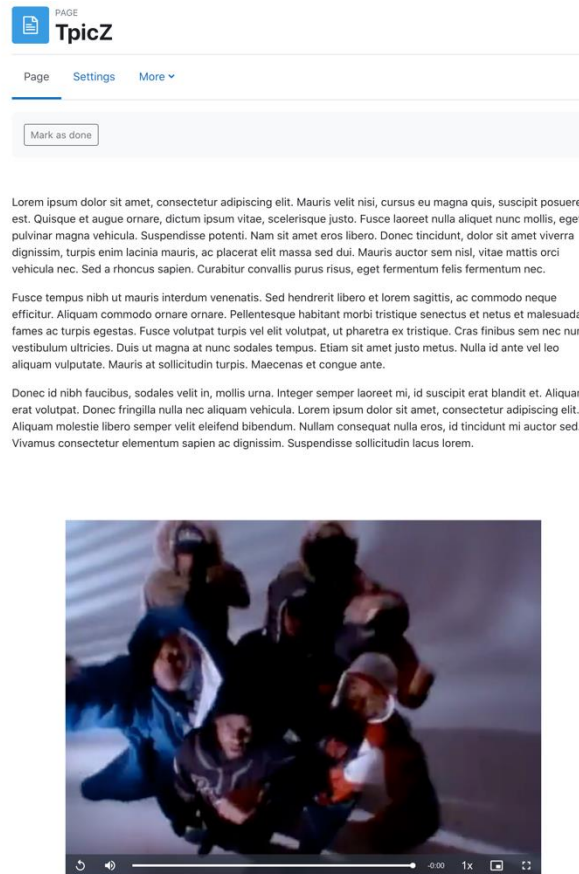 PAGE
TpicZ
Page Settings More
Mark as done
Lorem ipsum dolor sit amet, consectetur adipiscing elit. Mauris velit nisi, cursus eu magna quis, suscipit posuere
est. Quisque et augue ornare, dictum ipsum vitae, scelerisque justo. Fusce laoreet nulla aliquet nunc mollis, eget
pulvinar magna vehicula. Suspendisse potenti. Nam sit amet eros libero. Donec tincidunt, dolor sit amet viverra
dignissim, turpis enim lacinia mauris, ac placerat elit massa sed dui. Mauris auctor sem nisl, vitae mattis orci
vehicula nec. Sed a rhoncus sapien. Curabitur convallis purus risus, eget fermentum felis fermentum nec.
Fusce tempus nibh ut mauris interdum venenatis. Sed hendrerit libero et lorem sagittis, ac commodo neque
efficitur. Aliquam commodo ornare ornare. Pellentesque habitant morbi tristique senectus et netus et malesuada
fames ac turpis egestas. Fusce volutpat turpis vel elit volutpat, ut pharetra ex tristique. Cras finibus sem nec nun
vestibulum ultricies. Duis ut magna at nunc sodales tempus. Etiam sit amet justo metus. Nulla id ante vel leo
aliquam vulputate. Mauris at sollicitudin turpis. Maecenas et congue ante.
Donec id nibh faucibus, sodales velit in, mollis urna. Integer semper laoreet mi, id suscipit erat blandit et. Aliquam
erat volutpat. Donec fringilla nulla nec aliquam vehicula. Lorem ipsum dolor sit amet, consectetur adipiscing elit.
Aliquam molestie libero semper velit eleifend bibendum. Nullam consequat nulla eros, id tincidunt mi auctor sed.
Vivamus consectetur elementum sapien ac dignissim. Suspendisse sollicitudin lacus lorem.
-0:00 1x